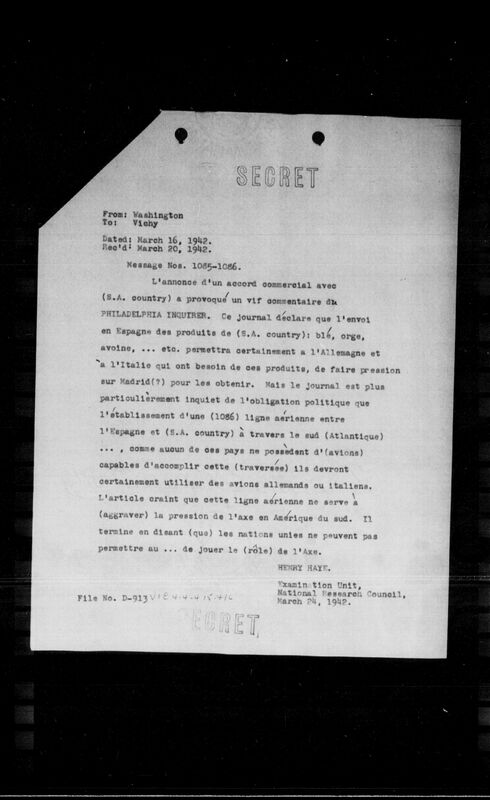 SECRET
From: Washington
To: Vichy
Dated: March 16, 1942.
Rec'd: March 20, 1942.
Message Nos. 1085-1086.
L'annonce d'un accord commercial avec
(S.A. country) a provoqué un vif commentaire du
PHILADELPHIA INQUIRER. Ce journal déclare que l'envoi
en Espagne des produits de (S.A. country): blé, orge,
avoine, ... etc. permettra certainement a l'Allemagne et
à l'Italie qui ont besoin de ces produits, de faire pression
sur Madrid(?) pour les obtenir. Mais le journal est plus
particulièrement inquiet de l'obligation politique que
l'établissement d'une (1086) ligne aérienne entre
l'Espagne et (S.A. country) à travers le sud (Atlantique)
... , comme aucun de ces pays ne possèdent d'(avions)
capables d'accomplir cette (traversée) ils devront
certainement utiliser des avions allemands ou italiens.
L'article craint que cette ligne aérienne ne serve à
(aggraver) la pression de l'axe en Amérique du sud. Il
termine en disant (que) les nations unies ne peuvent pas
permettre au ... de jouer le (rôle) de l'Axe.
HENRY HAYE.
Examination Unit,
National Research Council,
March 24, 1942.
File No. D-913
SECRET